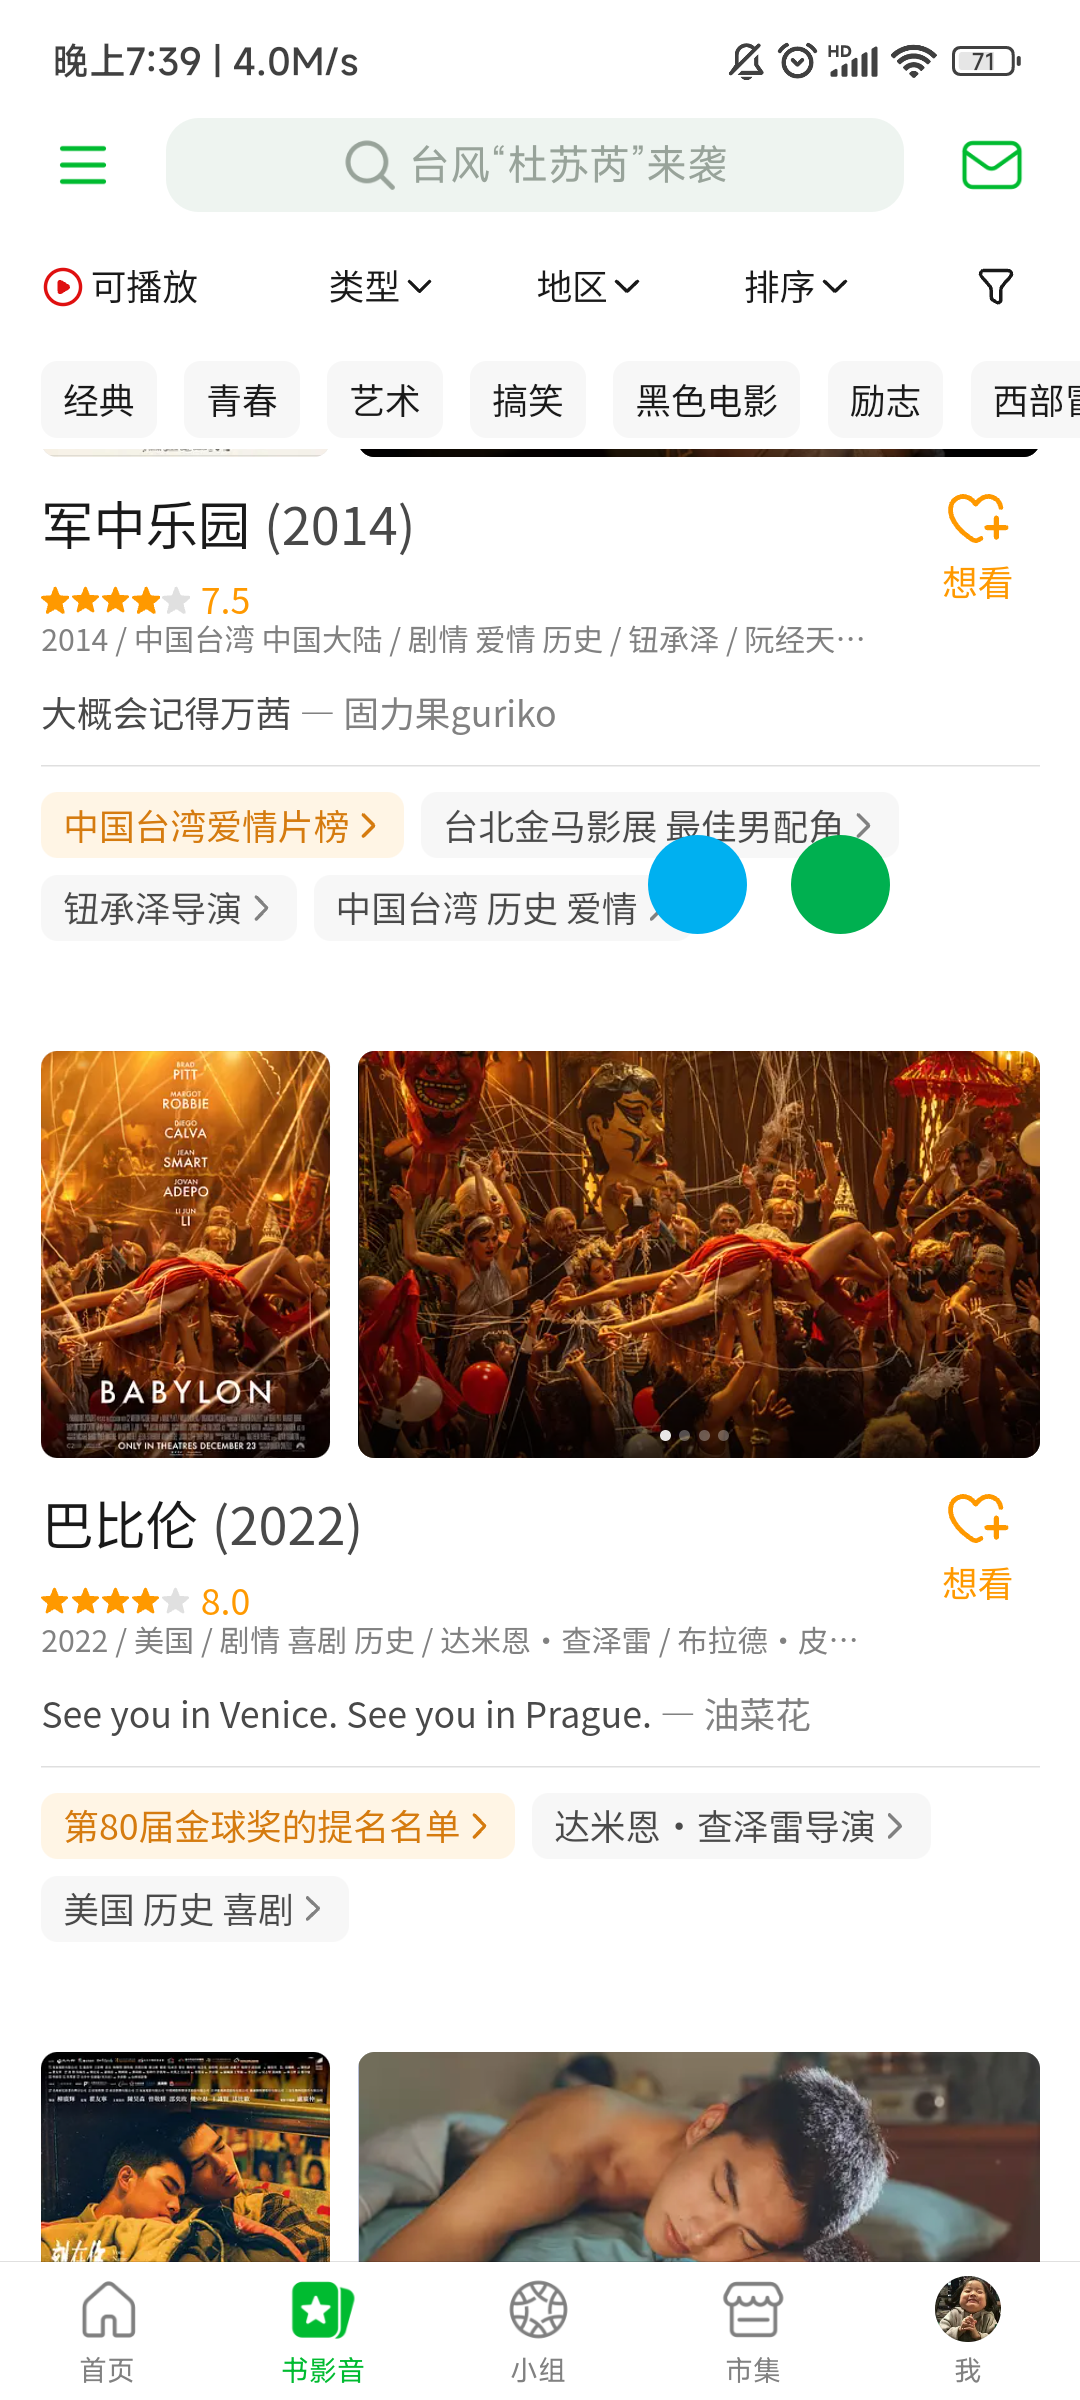 晚上7:39 | 4.0M/s
HD
71
台风“杜苏芮”来袭
可播放 类型 地区 排序
经典 青春 艺术 搞笑 黑色电影 励志 西部
军中乐园 (2014)
想看
7.5
2014 / 中国台湾 中国大陆 / 剧情 爱情 历史 / 钮承泽 / 阮经天…
大概会记得万茜 — 固力果guriko
中国台湾爱情片榜 台北金马影展 最佳男配角
钮承泽导演 中国台湾 历史 爱情
BRAD
PITT
MARGOT
ROBBIE
DIEGO
CALVA
JEAN
SMART
JOVAN
ADEPO
LI JUN
LI
BABYLON
ONLY IN THEATRES DECEMBER 23
巴比伦 (2022)
想看
8.0
2022 / 美国 / 剧情 喜剧 历史 / 达米恩·查泽雷 / 布拉德·皮…
See you in Venice. See you in Prague. — 油菜花
第80届金球奖的提名名单 达米恩·查泽雷导演
美国 历史 喜剧
刻在你
首页 书影音 小组 市集 我